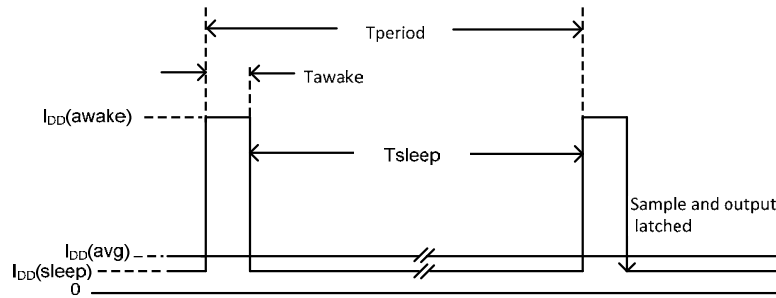 Tperiod
Tawake
IDD(awake)
Tsleep
Sample and output
latched
IDD(avg)
IDD(sleep)
0